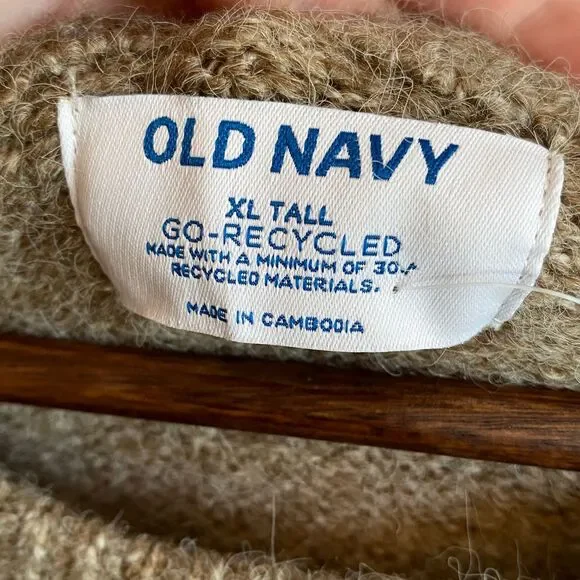 OLD NAVY
XL TALL
GO-RECYCLED
MADE WITH A MINIMUM OF 30%
RECYCLED MATERIALS.
MADE IN CAMBODIA